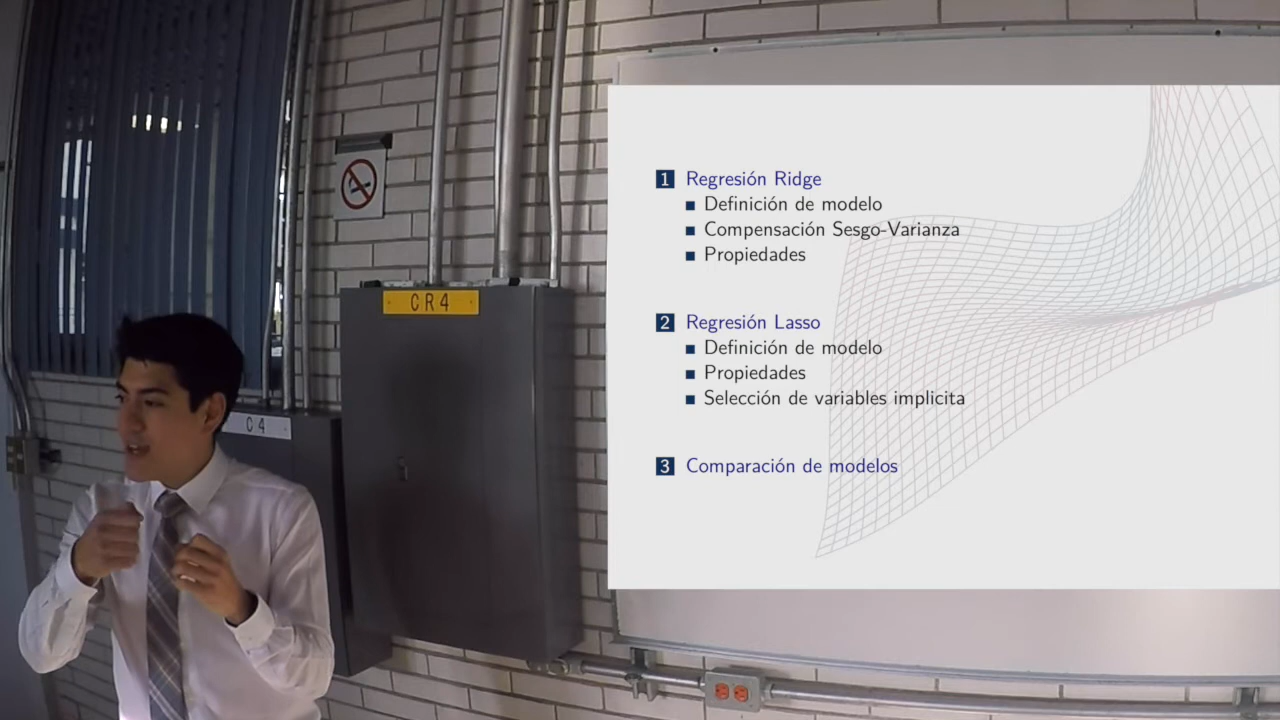 CR4
C 4
1 Regresión Ridge
Definición de modelo
Compensación Sesgo-Varianza
Propiedades
2 Regresión Lasso
Definición de modelo
Propiedades
Selección de variables implicita
3 Comparación de modelos